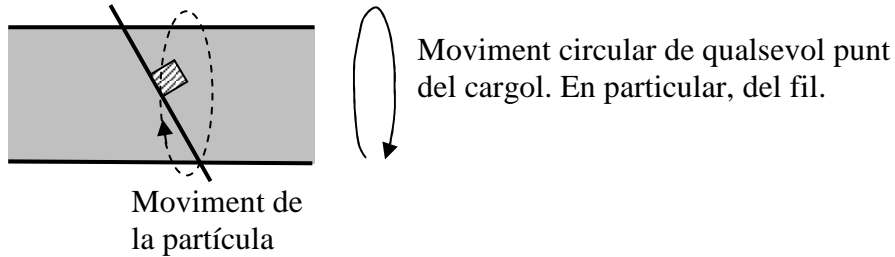 Moviment circular de qualsevol punt
del cargol. En particular, del fil.
Moviment de
la partícula